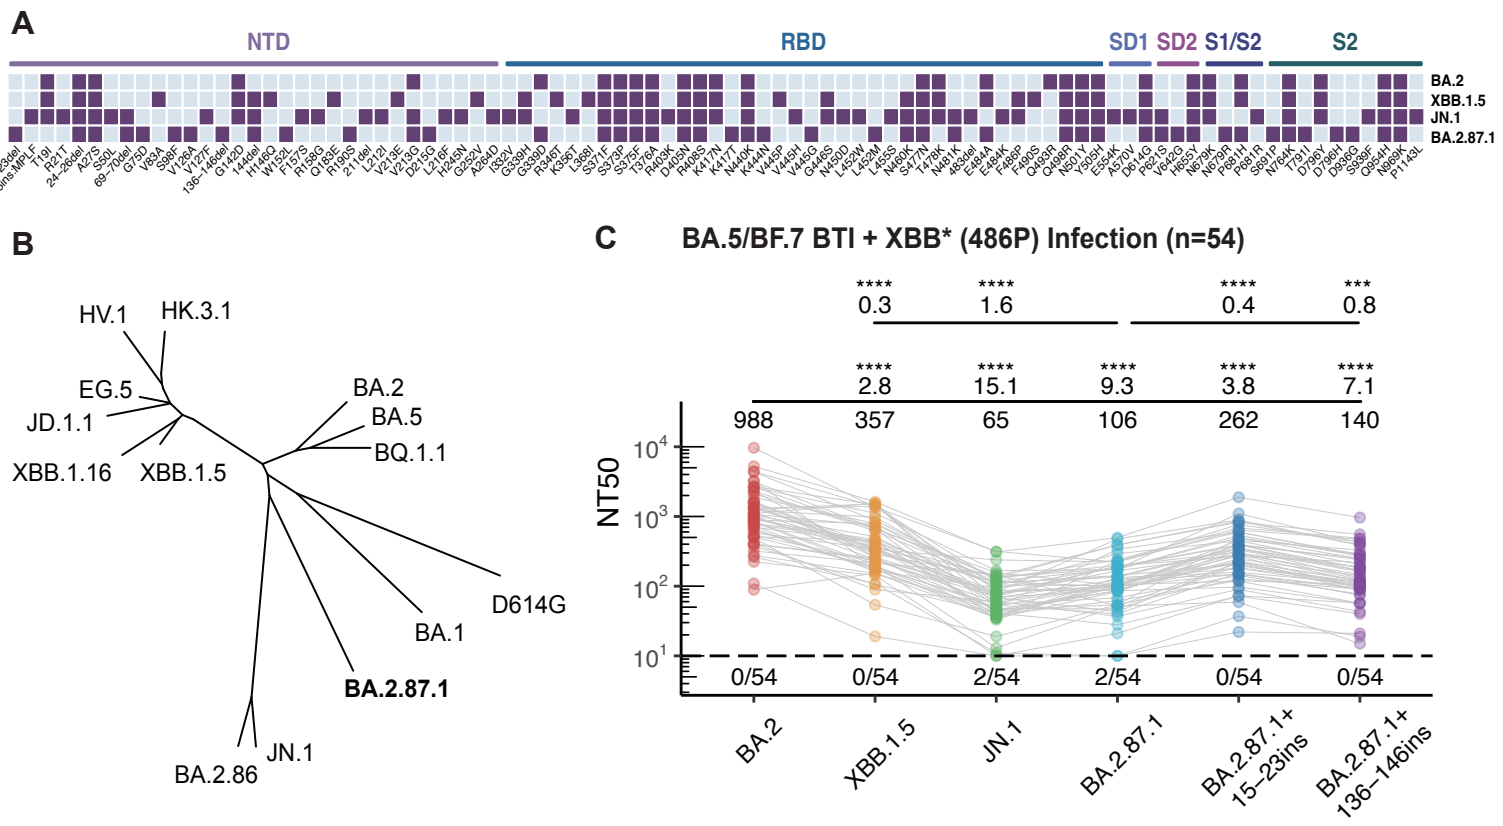 A
NTD RBD SD1 SD2 S1/S2 S2
BA.2
XBB.1.5
JN.1
BA.2.87.1
ins.MPLF
T19I
R21T
24−26del
A27S
S50L
69−70del
G75D
V83A
S98F
V126A
V127F
136−146del
G142D
144del
H146Q
W152L
F157S
R158G
Q183E
R190S
211del
L212I
V213E
V213G
D215G
L216F
H245N
G252V
A264D
I332V
G339H
G339D
R346T
K356T
L368I
S371F
S373P
S375F
T376A
R403K
D405N
R408S
K417N
K417T
N440K
K444N
V445P
V445H
V445G
G446S
N450D
L452W
L452M
L455S
N460K
S477N
T478K
N481K
483del
E484A
E484K
F486P
F490S
Q493R
Q498R
N501Y
Y505H
E554K
A570V
D614G
P621S
V642G
H655Y
N679K
N679R
P681H
P681R
S691P
N764K
T791I
D796Y
D796H
D936G
S939F
Q954H
N969K
P1143L
B
HV.1
HK.3.1
EG.5
JD.1.1
XBB.1.16
XBB.1.5
BA.2
BA.5
BQ.1.1
D614G
BA.1
BA.2.87.1
JN.1
BA.2.86
C
BA.5/BF.7 BTI + XBB* (486P) Infection (n=54)
**** **** **** ***
0.3 1.6 0.4 0.8
**** **** **** **** ****
2.8 15.1 9.3 3.8 7.1
988 357 65 106 262 140
NT50
10⁴
10³
10²
10¹
0/54 0/54 2/54 2/54 0/54 0/54
BA.2
XBB.1.5
JN.1
BA.2.87.1
BA.2.87.1+
15−23ins
BA.2.87.1+
136−146ins